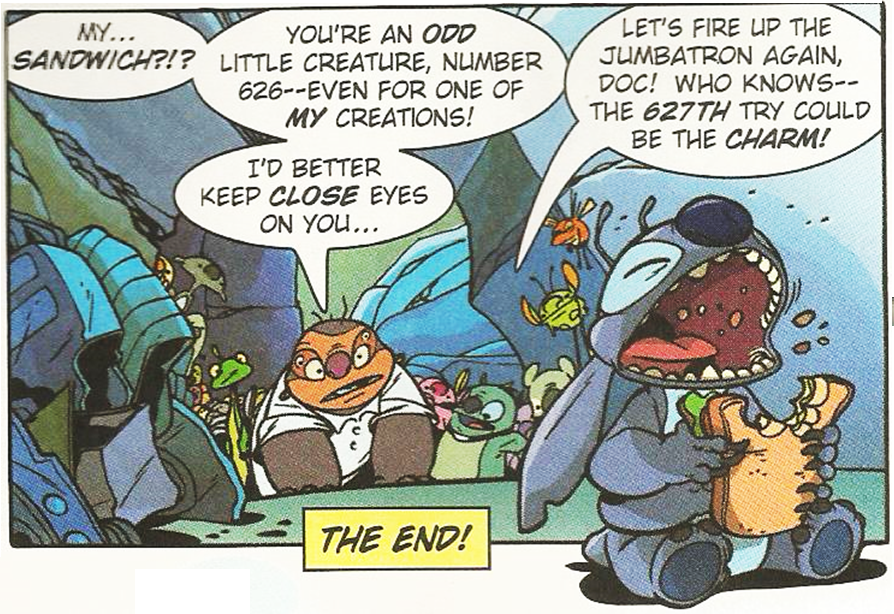 MY...
SANDWICH?!?
YOU'RE AN ODD
LITTLE CREATURE, NUMBER
626--EVEN FOR ONE OF
MY CREATIONS!
I'D BETTER
KEEP CLOSE EYES
ON YOU...
LET'S FIRE UP THE
JUMBATRON AGAIN,
DOC! WHO KNOWS--
THE 627TH TRY COULD
BE THE CHARM!
THE END!